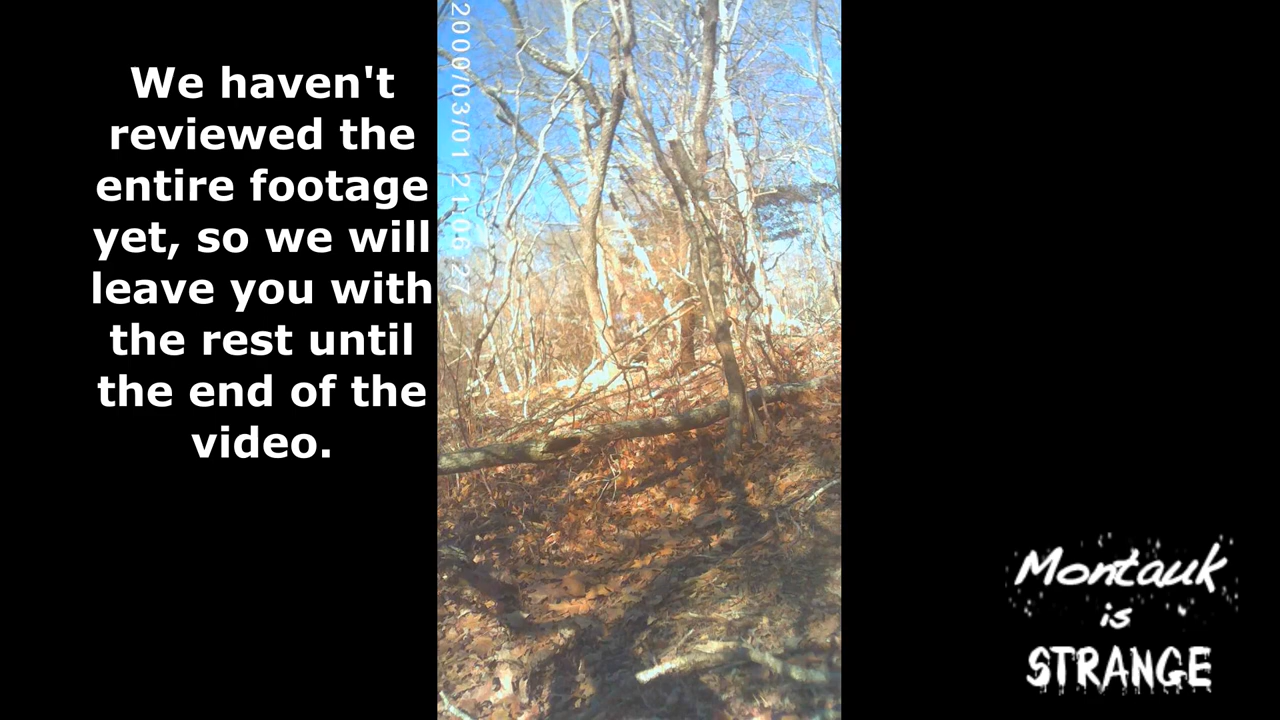 We haven't
reviewed the
entire footage
yet, so we will
leave you with
the rest until
the end of the
video.
2000/03/01 21:06:27
Montauk
is
STRANGE